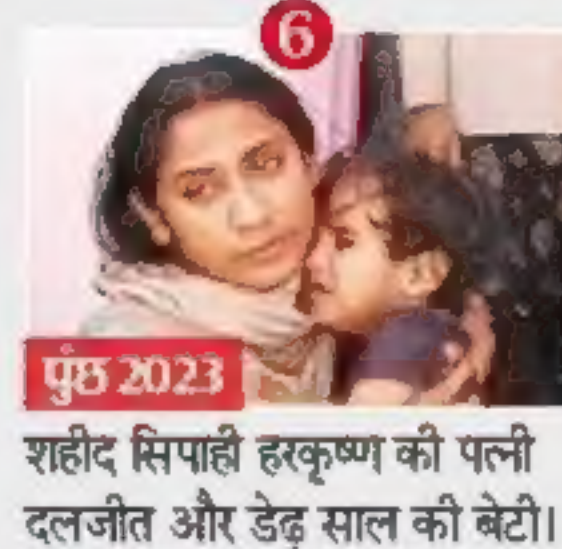 6
पुंछ 2023
शहीद सिपाही हरकृष्ण की पत्नी
दलजीत और डेढ़ साल की बेटी।